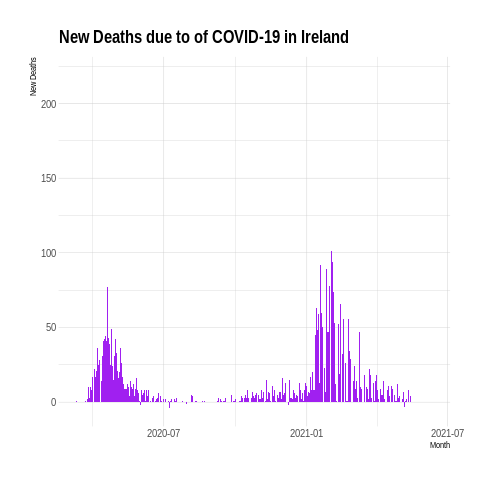 New Deaths due to of COVID-19 in Ireland
New Deaths
200
150
100
50
0
2020-07
2021-01
2021-07
Month